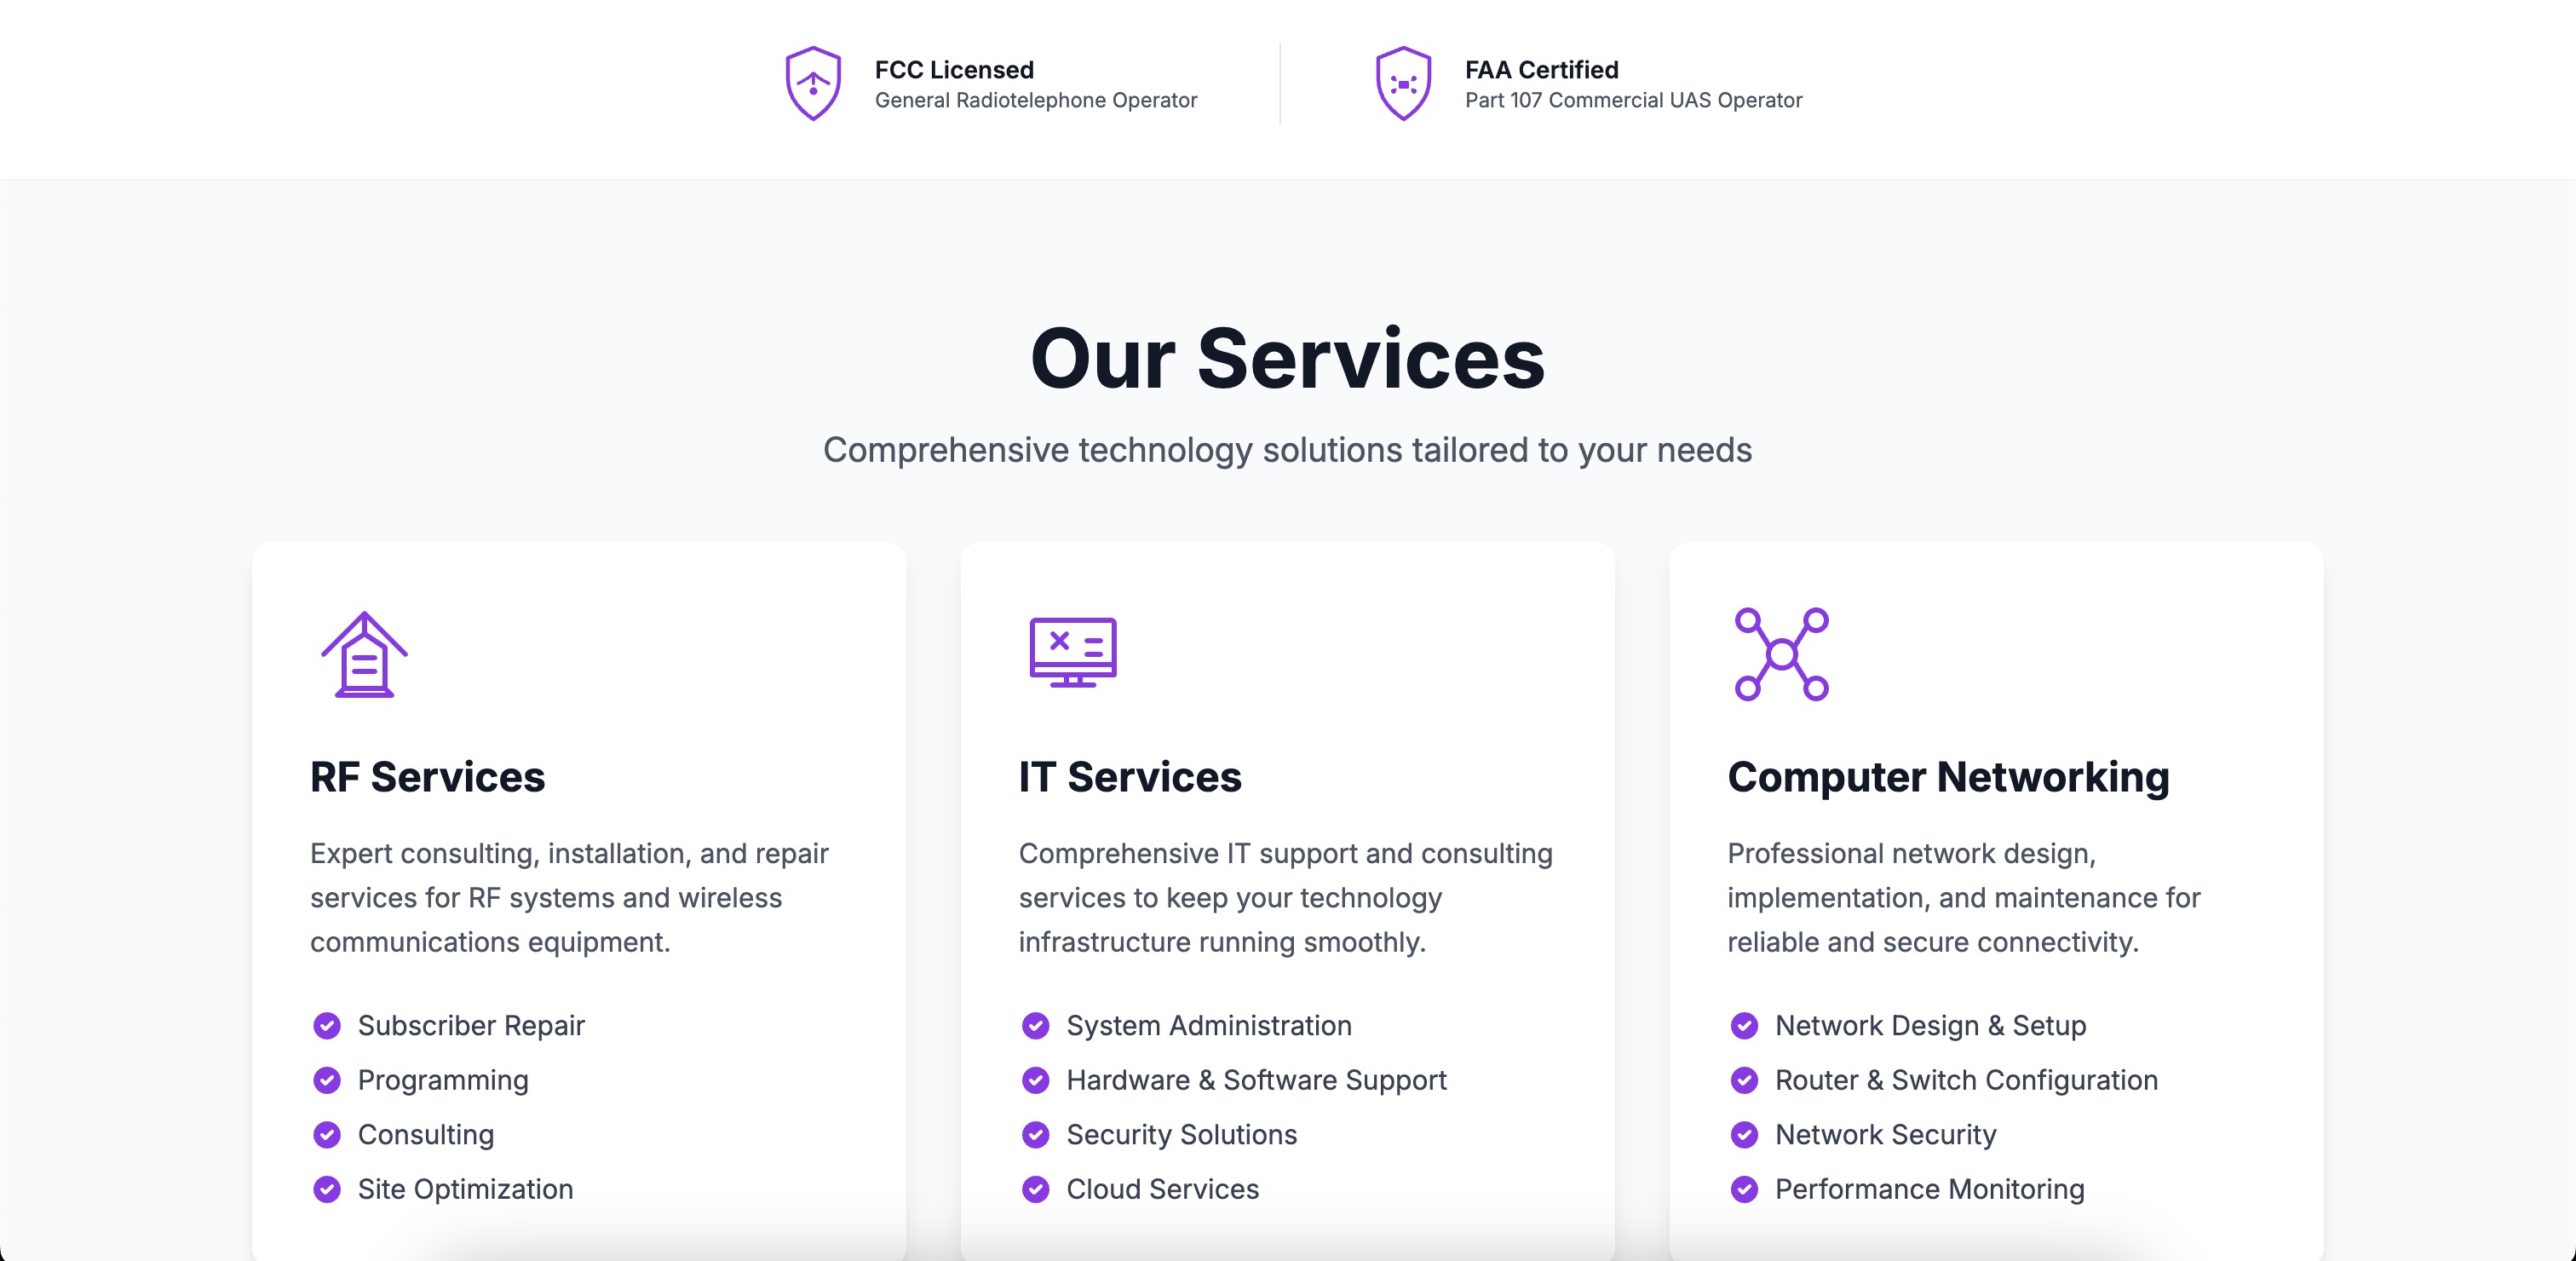 FCC Licensed
General Radiotelephone Operator
FAA Certified
Part 107 Commercial UAS Operator
Our Services
Comprehensive technology solutions tailored to your needs
RF Services
Expert consulting, installation, and repair
services for RF systems and wireless
communications equipment.
Subscriber Repair
Programming
Consulting
Site Optimization
IT Services
Comprehensive IT support and consulting
services to keep your technology
infrastructure running smoothly.
System Administration
Hardware & Software Support
Security Solutions
Cloud Services
Computer Networking
Professional network design,
implementation, and maintenance for
reliable and secure connectivity.
Network Design & Setup
Router & Switch Configuration
Network Security
Performance Monitoring